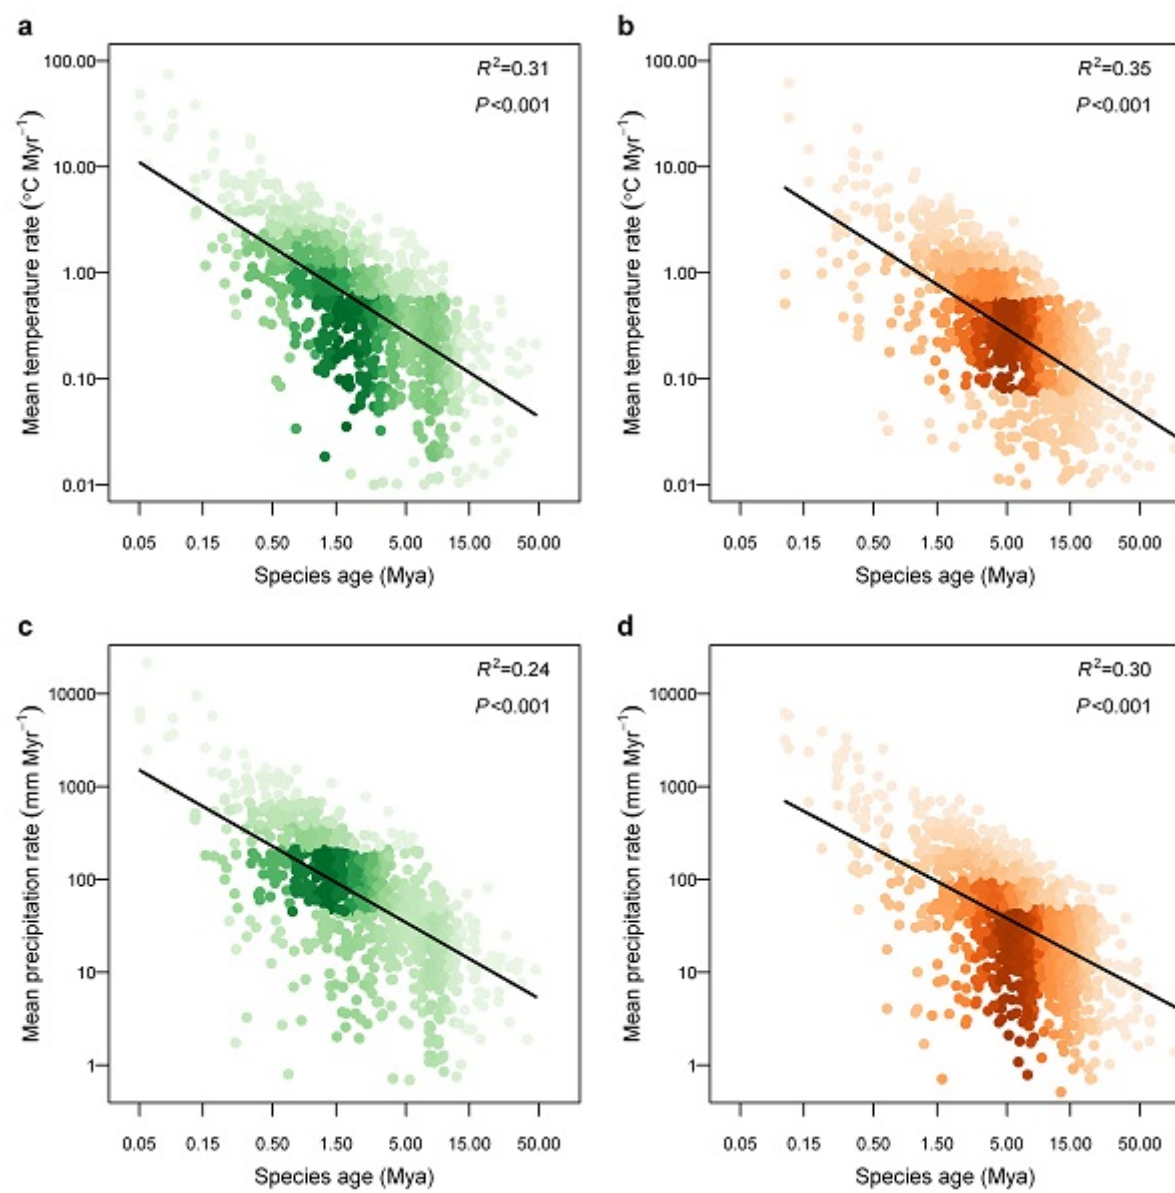 a
R²=0.31
P<0.001
100.00
10.00
1.00
0.10
0.01
Mean temperature rate (°C Myr⁻¹)
0.05 0.15 0.50 1.50 5.00 15.00 50.00
Species age (Mya)
b
R²=0.35
P<0.001
100.00
10.00
1.00
0.10
0.01
Mean temperature rate (°C Myr⁻¹)
0.05 0.15 0.50 1.50 5.00 15.00 50.00
Species age (Mya)
c
R²=0.24
P<0.001
10000
1000
100
10
1
Mean precipitation rate (mm Myr⁻¹)
0.05 0.15 0.50 1.50 5.00 15.00 50.00
Species age (Mya)
d
R²=0.30
P<0.001
10000
1000
100
10
1
Mean precipitation rate (mm Myr⁻¹)
0.05 0.15 0.50 1.50 5.00 15.00 50.00
Species age (Mya)